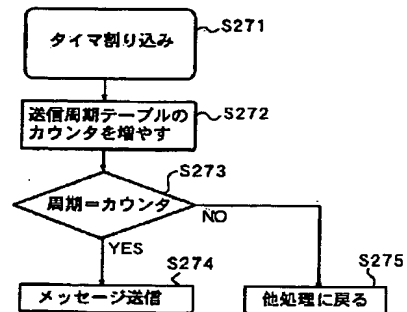 タイマ割り込み
S271
送信周期テーブルの
カウンタを増やす
S272
周期=カウンタ
S273
NO
YES
メッセージ送信
S274
他処理に戻る
S275